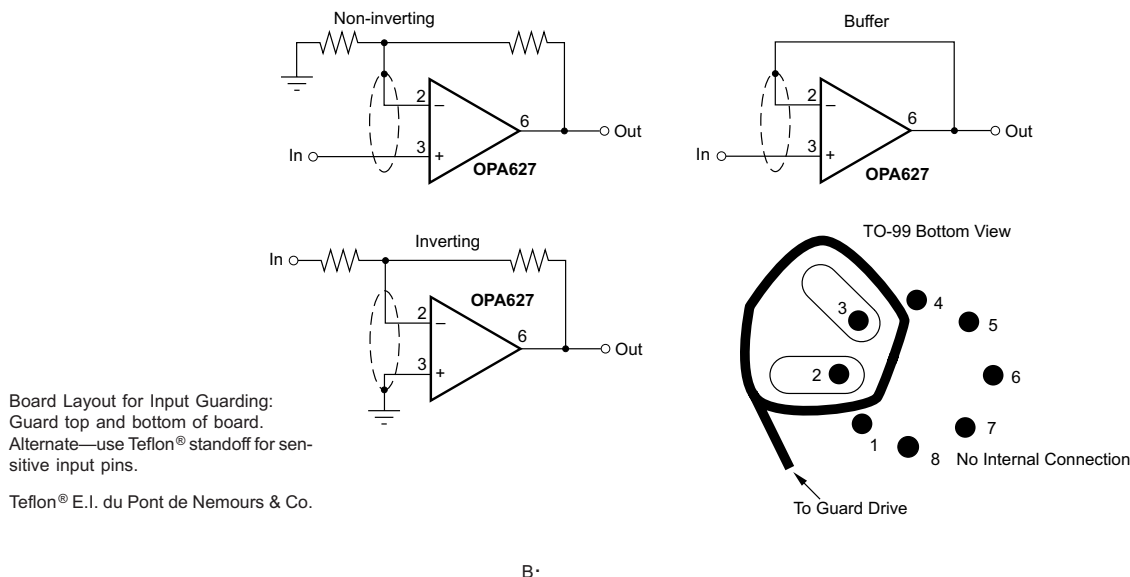 Non-inverting
2
–
6
Out
In
3
+
OPA627
Buffer
2
–
6
Out
In
3
+
OPA627
In
Inverting
OPA627
2
–
6
Out
3
+
TO-99 Bottom View
3
4
5
2
6
7
1
8 No Internal Connection
To Guard Drive
Board Layout for Input Guarding:
Guard top and bottom of board.
Alternate—use Teflon® standoff for sen-
sitive input pins.
Teflon® E.I. du Pont de Nemours & Co.